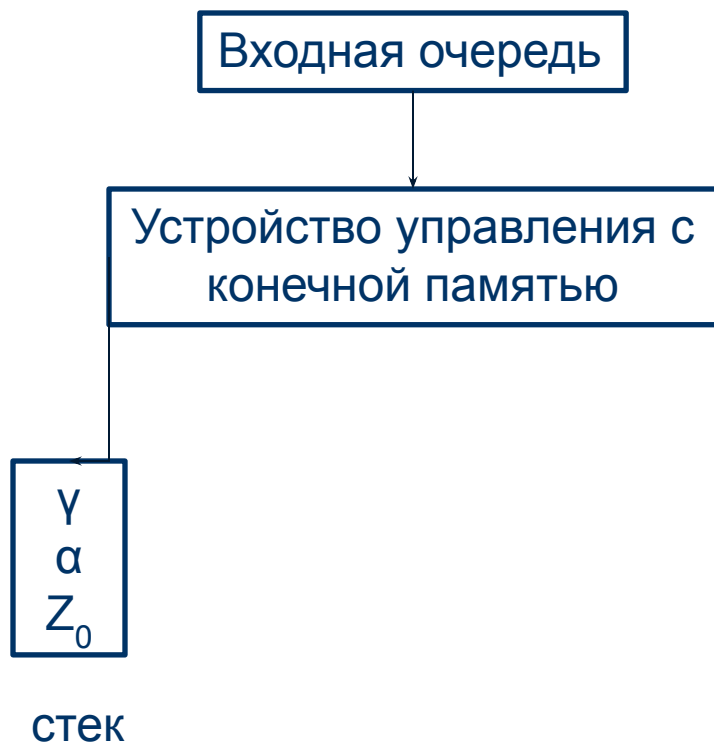 Входная очередь
Устройство управления с
конечной памятью
γ
α
Z₀
стек